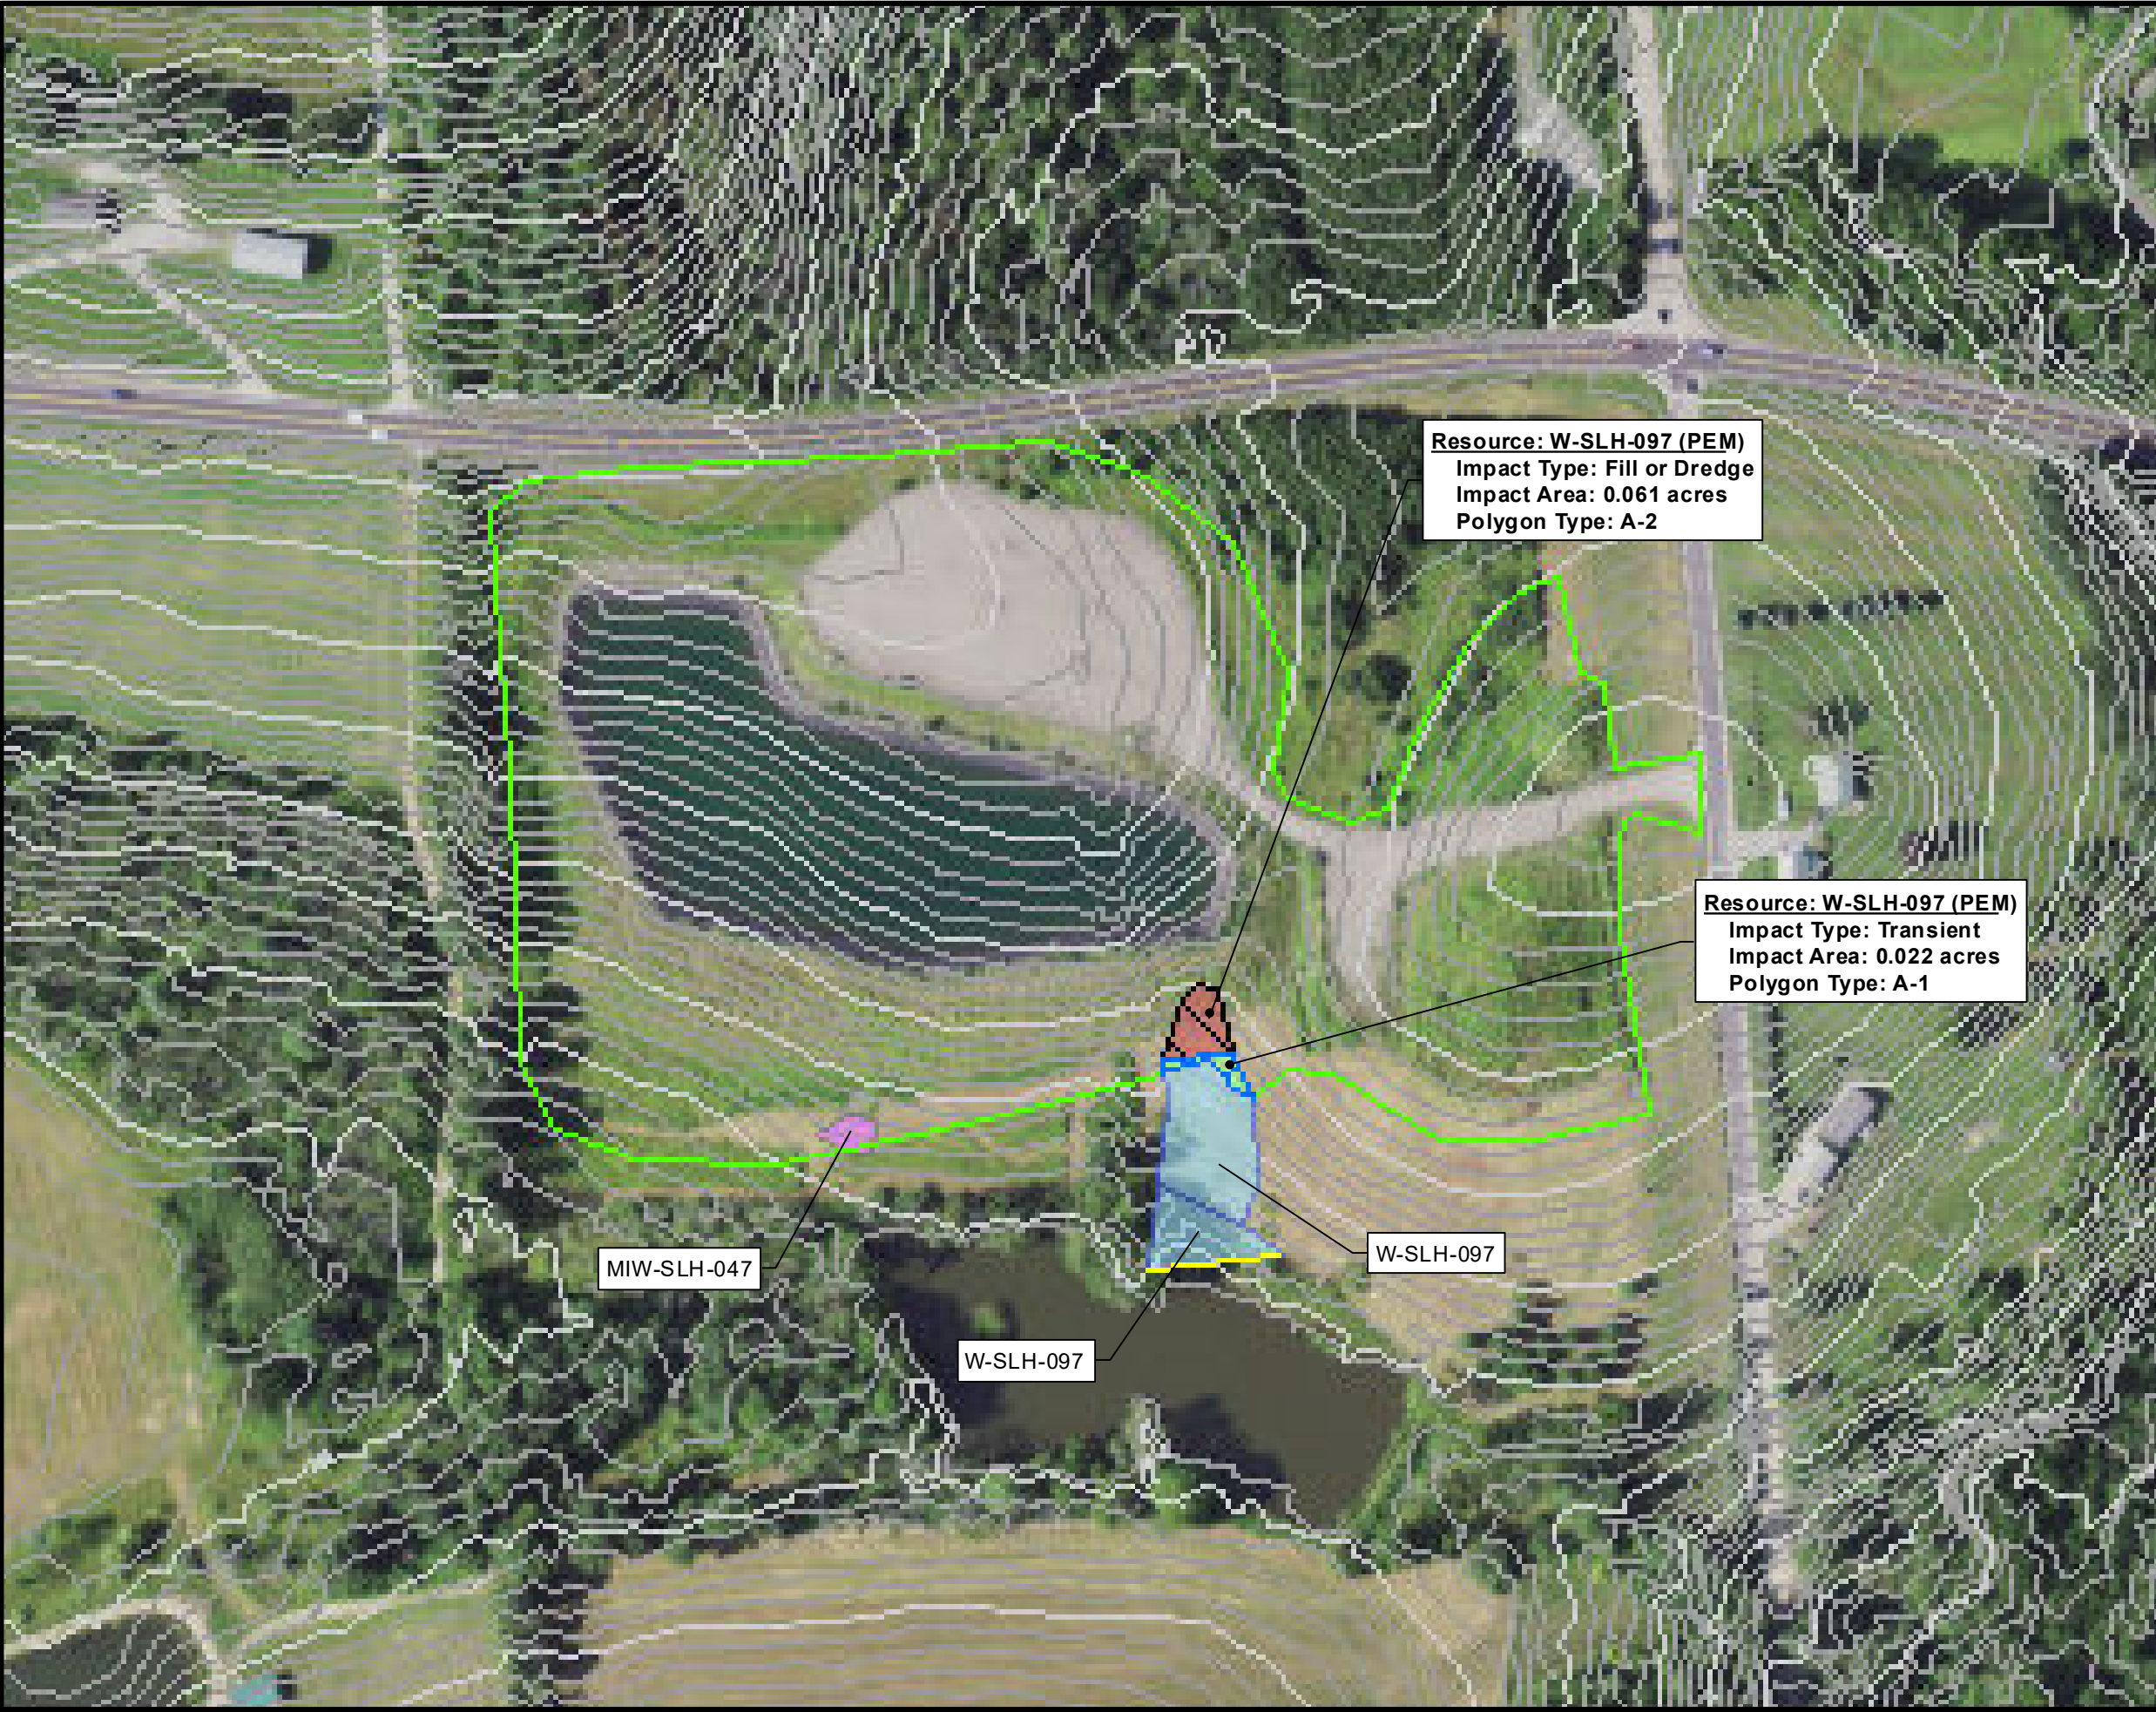 Resource: W-SLH-097 (PEM)
Impact Type: Fill or Dredge
Impact Area: 0.061 acres
Polygon Type: A-2
Resource: W-SLH-097 (PEM)
Impact Type: Transient
Impact Area: 0.022 acres
Polygon Type: A-1
W-SLH-097
MIW-SLH-047
W-SLH-097